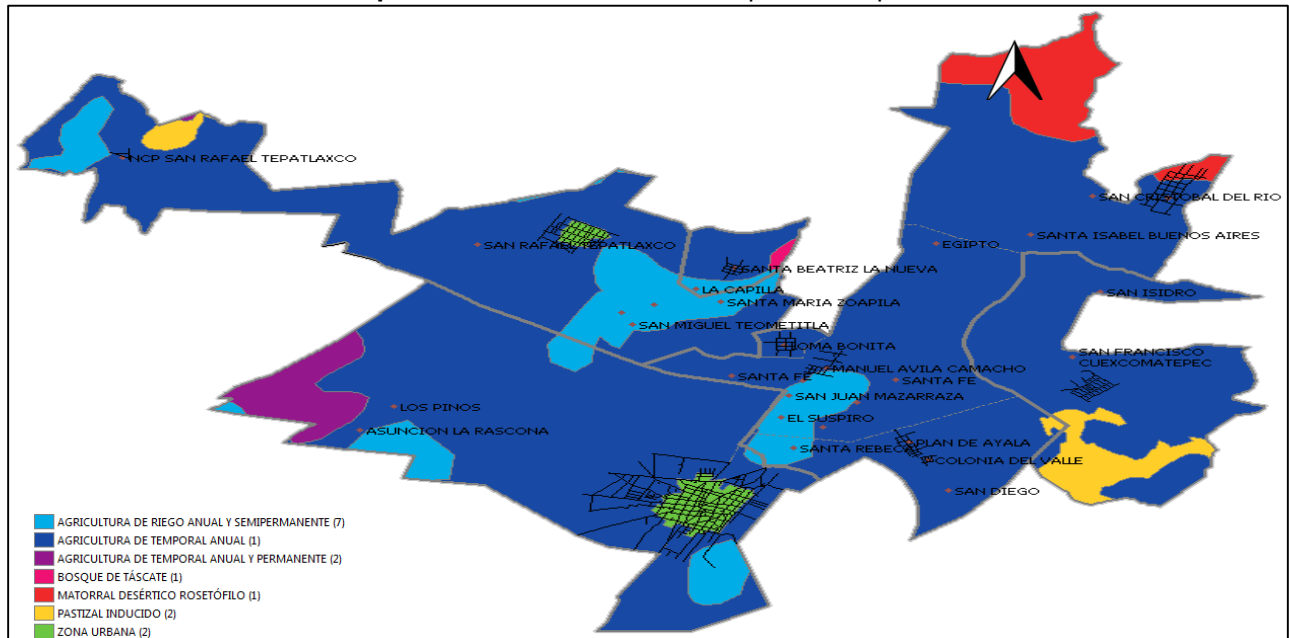 NCP SAN RAFAEL TEPATLAXCO
SAN CRISTOBAL DEL RIO
SAN RAFAEL TEPATLAXCO
EGIPTO
SANTA ISABEL BUENOS AIRES
SANTA BEATRIZ LA NUEVA
LA CAPILLA
SANTA MARIA ZOAPILA
SAN ISIDRO
SAN MIGUEL TEOMETITLA
LOMA BONITA
SAN FRANCISCO
CUEXCOMATEPEC
MANUEL AVILA CAMACHO
SANTA FE
SANTA FE
SAN JUAN MAZARRAZA
LOS PINOS
EL SUSPIRO
ASUNCION LA RASCONA
PLAN DE AYALA
SANTA REBECA
COLONIA DEL VALLE
SAN DIEGO
AGRICULTURA DE RIEGO ANUAL Y SEMIPERMANENTE (7)
AGRICULTURA DE TEMPORAL ANUAL (1)
AGRICULTURA DE TEMPORAL ANUAL Y PERMANENTE (2)
BOSQUE DE TÁSCATE (1)
MATORRAL DESÉRTICO ROSETÓFILO (1)
PASTIZAL INDUCIDO (2)
ZONA URBANA (2)